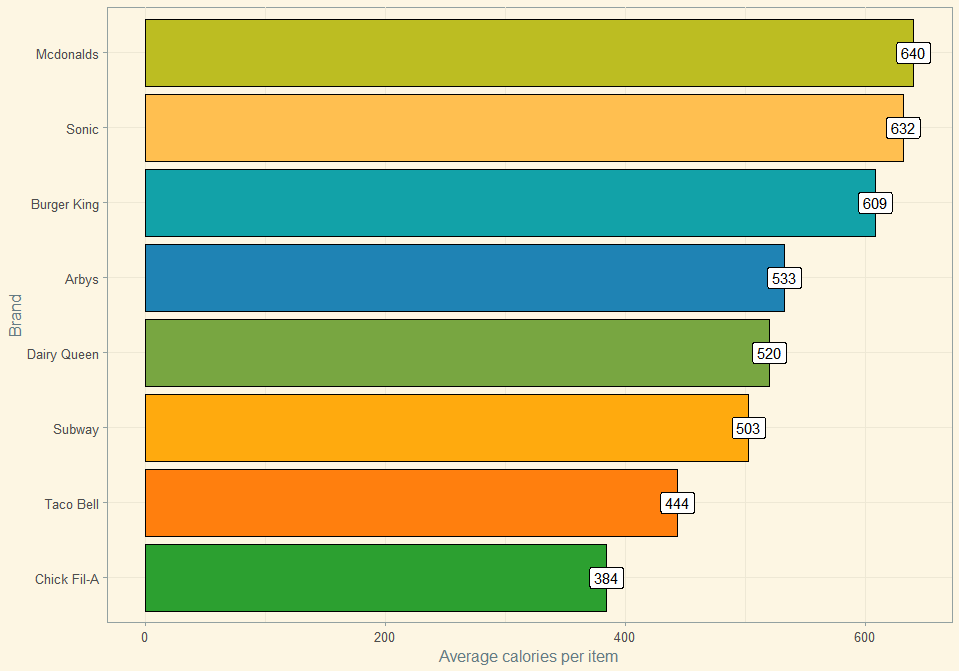 Mcdonalds 640
Sonic 632
Burger King 609
Arbys 533
Dairy Queen 520
Subway 503
Taco Bell 444
Chick Fil-A 384
Brand
0 200 400 600
Average calories per item